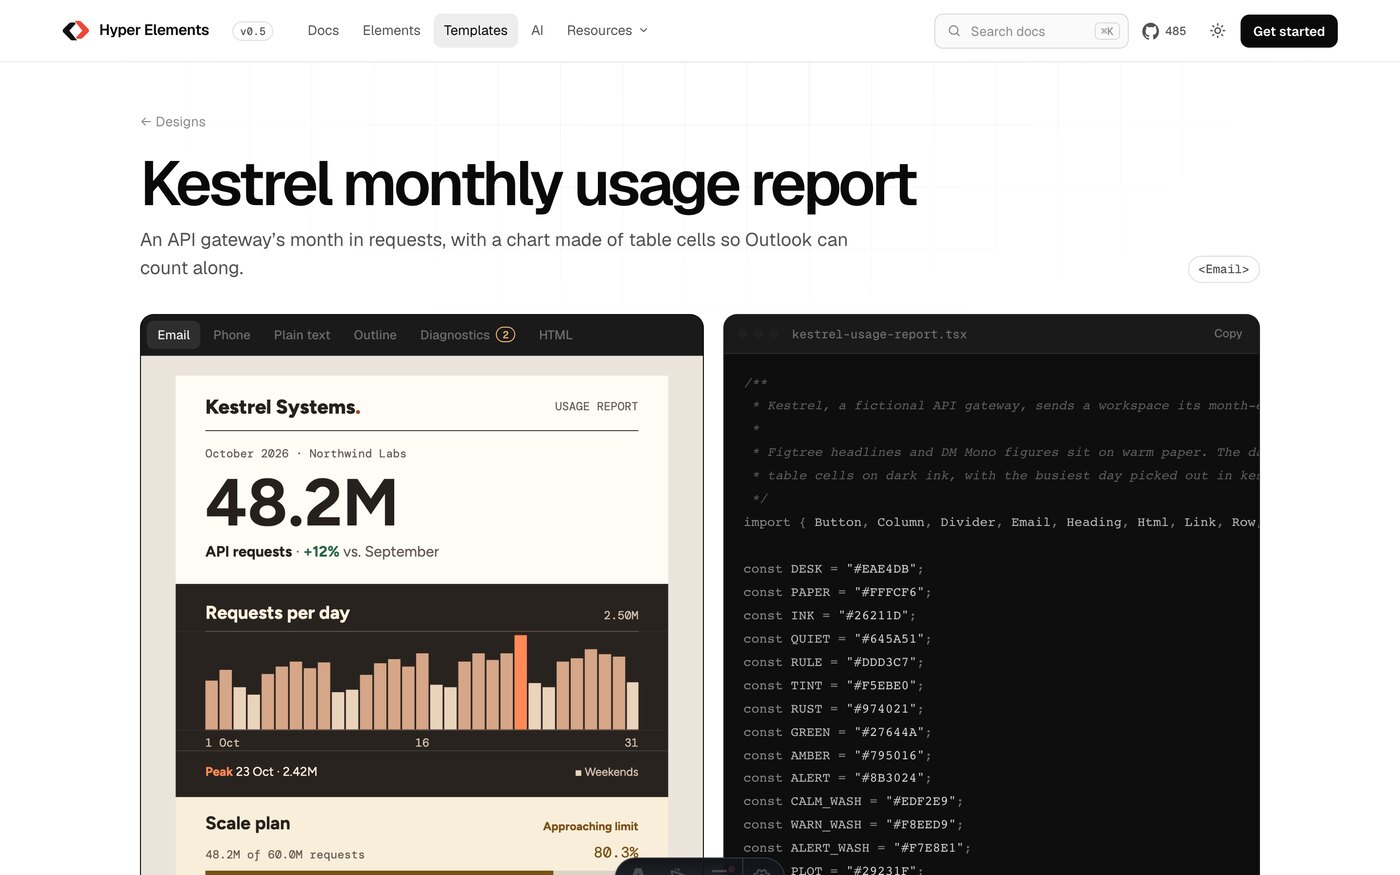 Hyper Elements v0.5 Docs Elements Templates AI Resources Search docs ⌘K 485 Get started
← Designs
Kestrel monthly usage report
An API gateway’s month in requests, with a chart made of table cells so Outlook can
count along.
<Email>
Email Phone Plain text Outline Diagnostics 2 HTML
Kestrel Systems.
USAGE REPORT
October 2026 · Northwind Labs
48.2M
API requests · +12% vs. September
Requests per day
2.50M
1 Oct 16 31
Peak 23 Oct · 2.42M
■ Weekends
Scale plan
Approaching limit
48.2M of 60.0M requests
80.3%
kestrel-usage-report.tsx Copy
/**
* Kestrel, a fictional API gateway, sends a workspace its month-
*
* Figtree headlines and DM Mono figures sit on warm paper. The
* table cells on dark ink, with the busiest day picked out in
*/
import { Button, Column, Divider, Email, Heading, Html, Link, Row,
const DESK = "#EAE4DB";
const PAPER = "#FFFCF6";
const INK = "#26211D";
const QUIET = "#645A51";
const RULE = "#DDD3C7";
const TINT = "#F5EBE0";
const RUST = "#974021";
const GREEN = "#27644A";
const AMBER = "#795016";
const ALERT = "#8B3024";
const CALM_WASH = "#EDF2E9";
const WARN_WASH = "#F8EED9";
const ALERT_WASH = "#F7E8E1";
PLOT = "#29231F";